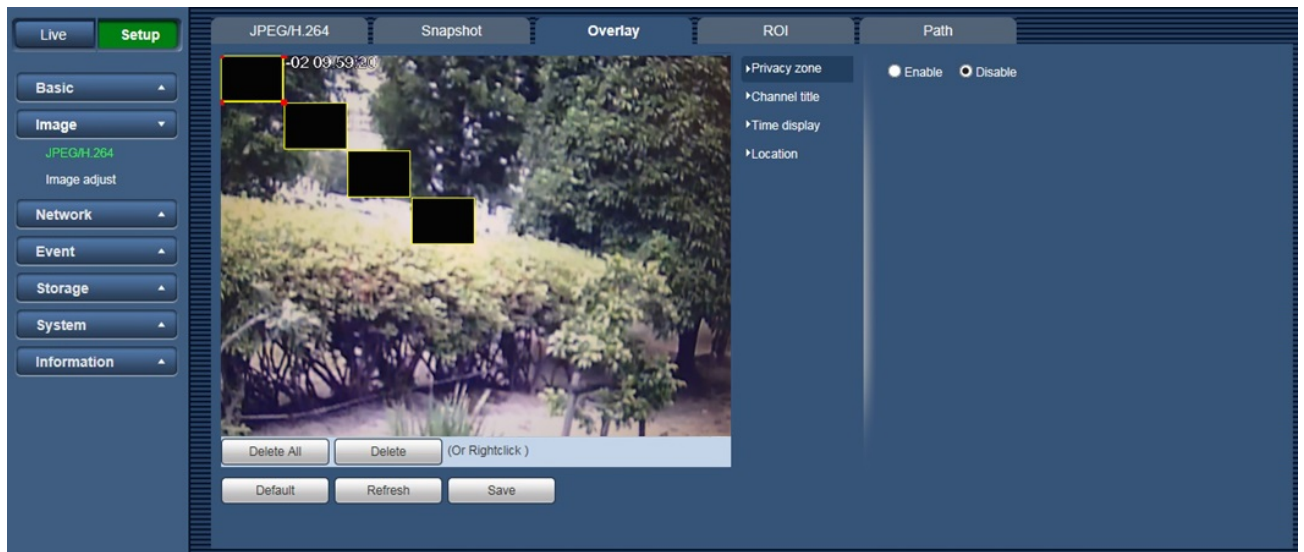 Live
Setup
Basic
Image
JPEG/H.264
Image adjust
Network
Event
Storage
System
Information
JPEG/H.264
Snapshot
Overlay
ROI
Path
-02 09:59:20
Privacy zone
Channel title
Time display
Location
Enable Disable
Delete All
Delete
(Or Rightclick )
Default
Refresh
Save